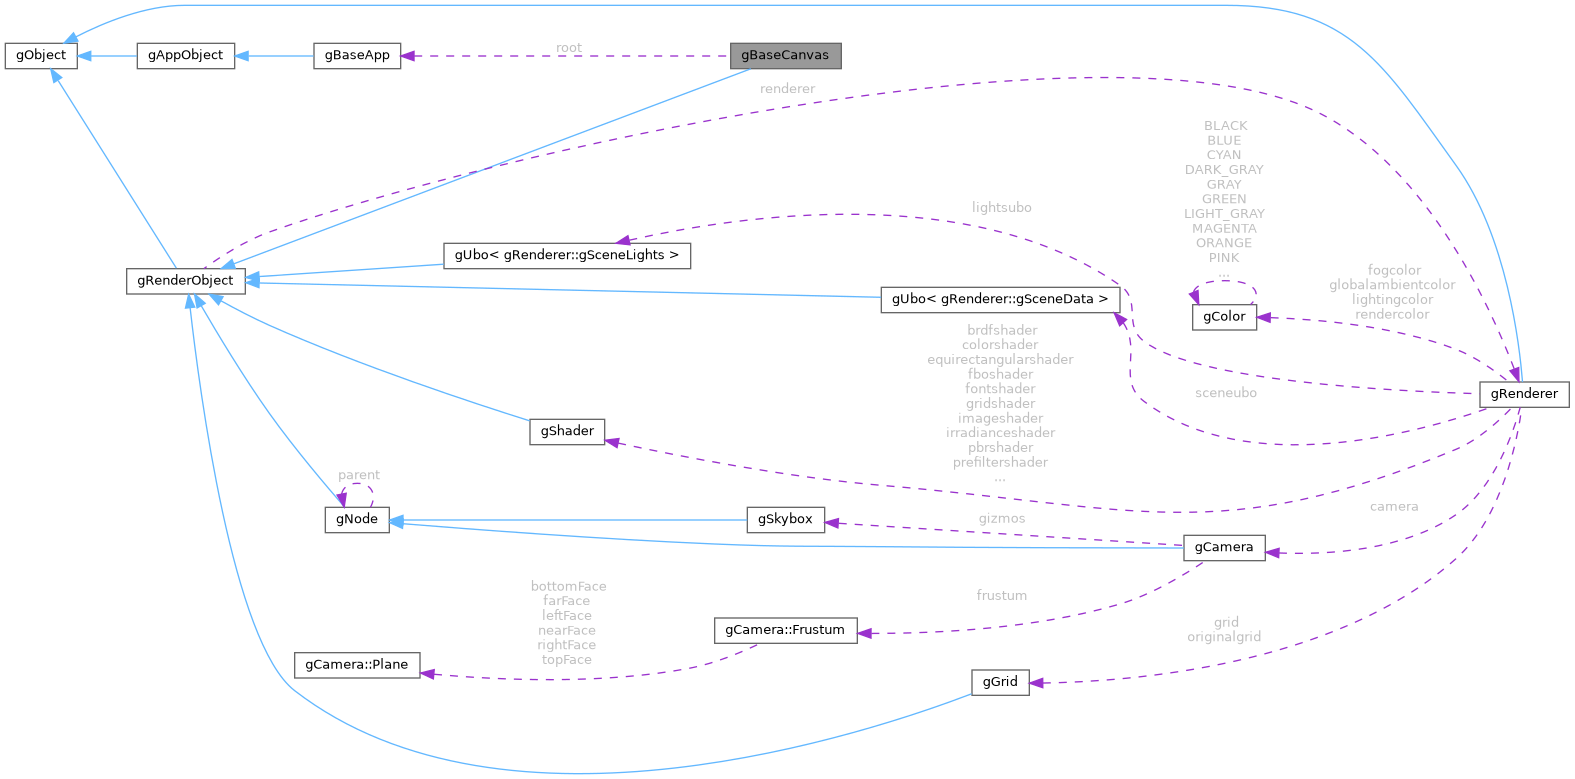 gObject
gAppObject
gBaseApp
root
gBaseCanvas
renderer
BLACK
BLUE
CYAN
DARK_GRAY
GRAY
GREEN
LIGHT_GRAY
MAGENTA
ORANGE
PINK
...
lightsubo
gUbo< gRenderer::gSceneLights >
gRenderObject
gUbo< gRenderer::gSceneData >
gColor
fogcolor
globalambientcolor
lightingcolor
rendercolor
brdfshader
colorshader
equirectangularshader
fboshader
fontshader
gridshader
imageshader
irradianceshader
pbrshader
prefiltershader
...
sceneubo
gRenderer
gShader
parent
gNode
gSkybox
gizmos
camera
gCamera
bottomFace
farFace
leftFace
nearFace
rightFace
topFace
frustum
gCamera::Frustum
grid
originalgrid
gCamera::Plane
gGrid